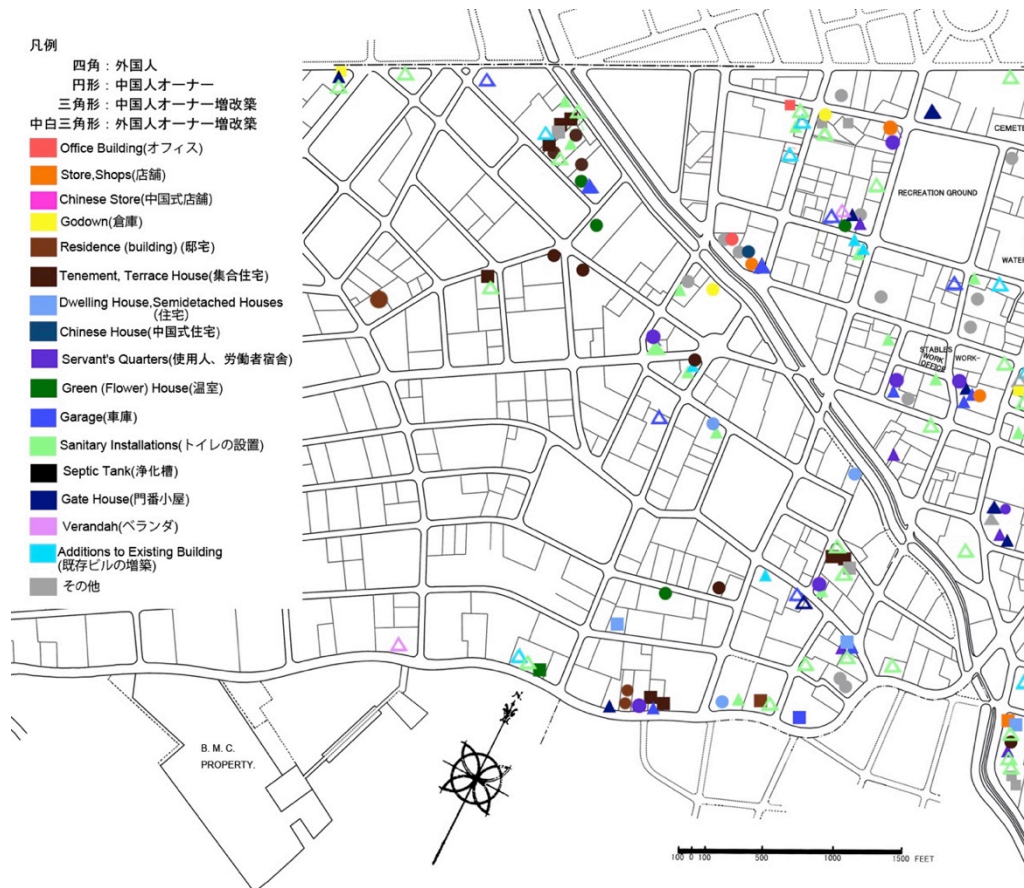 凡例
四角：外国人
円形：中国人オーナー
三角形：中国人オーナー増改築
中白三角形：外国人オーナー増改築
Office Building(オフィス)
Store,Shops(店舗)
Chinese Store(中国式店舗)
Godown(倉庫)
Residence (building) (邸宅)
Tenement, Terrace House(集合住宅)
Dwelling House,Semidetached Houses
(住宅)
Chinese House(中国式住宅)
Servant's Quarters(使用人、労働者宿舎)
Green (Flower) House(温室)
Garage(車庫)
Sanitary Installations(トイレの設置)
Septic Tank(浄化槽)
Gate House(門番小屋)
Verandah(ベランダ)
Additions to Existing Building
(既存ビルの増築)
その他
CEMETE
RECREATION GROUND
WATER
STABLES
WORK
OFFICE
WORK-
B. M. C.
PROPERTY.
100 0 100 500 1000 1500 FEET